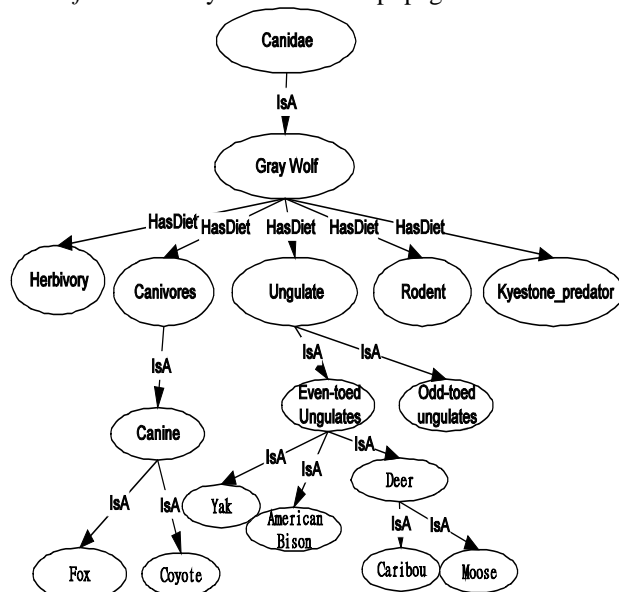 Canidae
IsA
Gray Wolf
HasDiet HasDiet HasDiet HasDiet HasDiet
Herbivory Canivores Ungulate Rodent Kyestone_predator
IsA IsA IsA
Even-toed
Ungulates
Odd-toed
ungulates
Canine
IsA IsA IsA
Yak
American
Bison
Deer
IsA IsA IsA IsA
Fox Coyote Caribou Moose